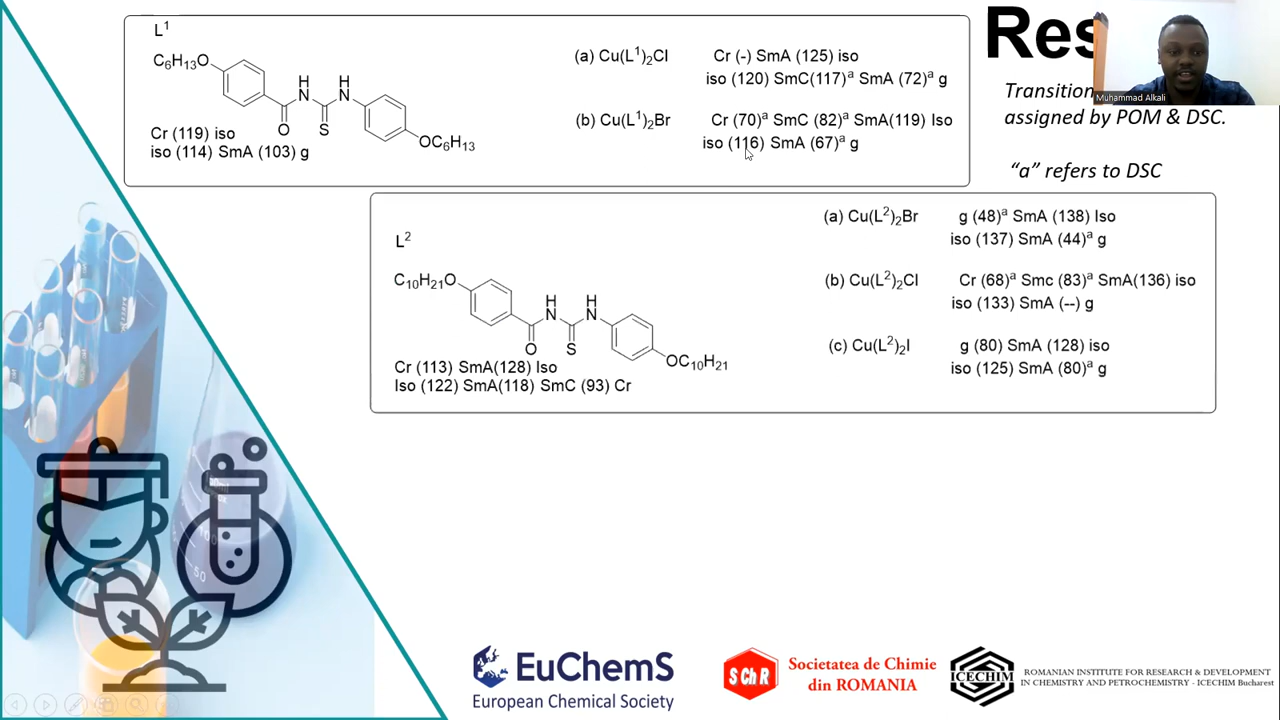 L¹
C₆H₁₃O
H H
N N
O S
OC₆H₁₃
Cr (119) iso
iso (114) SmA (103) g
(a) Cu(L¹)₂Cl Cr (-) SmA (125) iso
iso (120) SmC(117)ᵃ SmA (72)ᵃ g
(b) Cu(L¹)₂Br Cr (70)ᵃ SmC (82)ᵃ SmA(119) Iso
iso (116) SmA (67)ᵃ g
Muhammad Alkali
assigned by POM & DSC.
“a” refers to DSC
L²
C₁₀H₂₁O
H H
N N
O S
OC₁₀H₂₁
Cr (113) SmA(128) Iso
Iso (122) SmA(118) SmC (93) Cr
(a) Cu(L²)₂Br g (48)ᵃ SmA (138) Iso
iso (137) SmA (44)ᵃ g
(b) Cu(L²)₂Cl Cr (68)ᵃ Smc (83)ᵃ SmA(136) iso
iso (133) SmA (--) g
(c) Cu(L²)₂I g (80) SmA (128) iso
iso (125) SmA (80)ᵃ g
100
50
EuChemS
European Chemical Society
SChR
Societatea de Chimie
din ROMANIA
ICECHIM
ROMANIAN INSTITUTE FOR RESEARCH & DEVELOPMENT
IN CHEMISTRY AND PETROCHEMISTRY - ICECHIM Bucharest